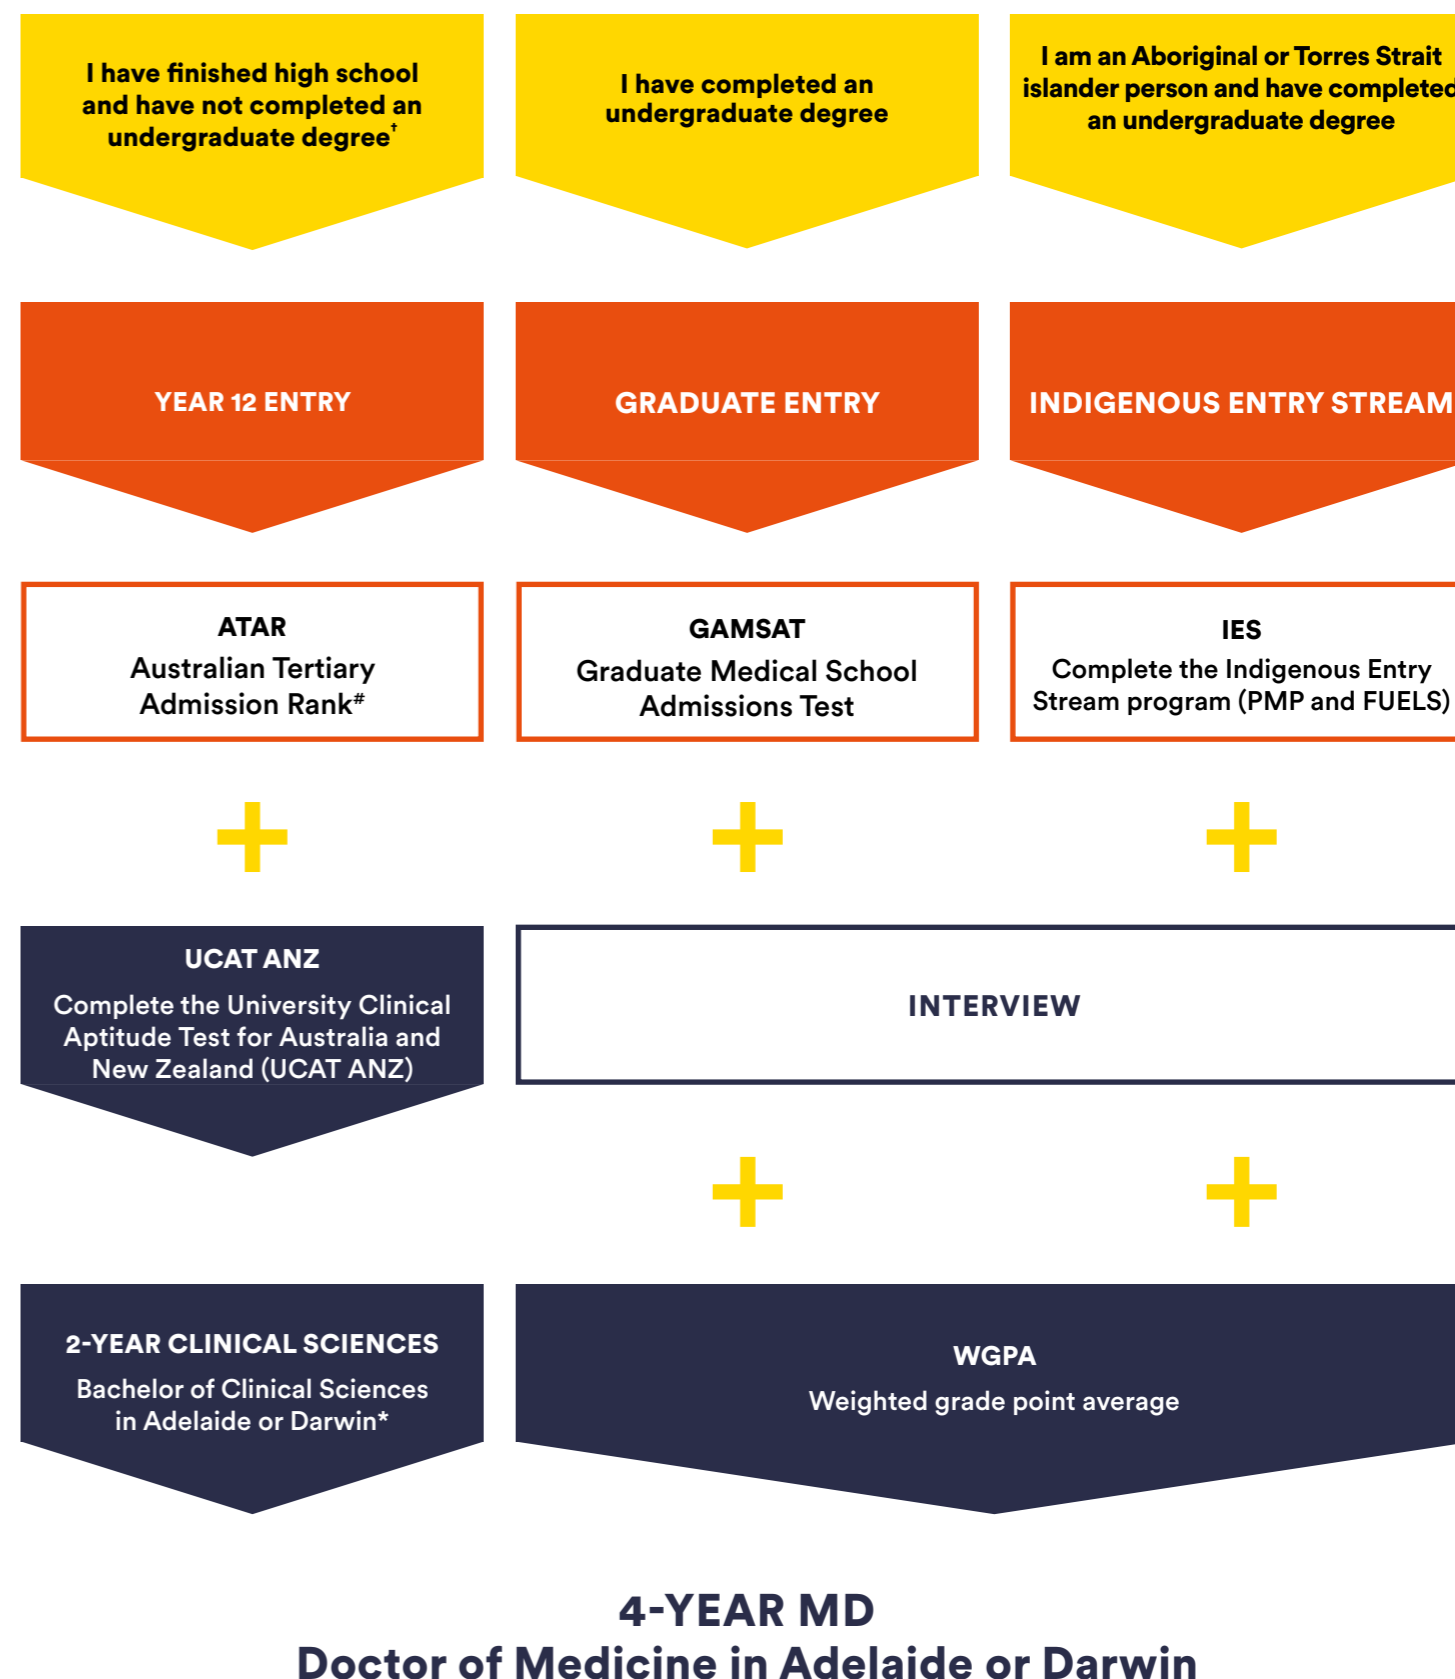 I have finished high school
and have not completed an
undergraduate degree†
I have completed an
undergraduate degree
I am an Aboriginal or Torres Strait
islander person and have completed
an undergraduate degree
YEAR 12 ENTRY
GRADUATE ENTRY
INDIGENOUS ENTRY STREAM
ATAR
Australian Tertiary
Admission Rank#
GAMSAT
Graduate Medical School
Admissions Test
IES
Complete the Indigenous Entry
Stream program (PMP and FUELS)
+
+
+
UCAT ANZ
Complete the University Clinical
Aptitude Test for Australia and
New Zealand (UCAT ANZ)
INTERVIEW
+
+
2-YEAR CLINICAL SCIENCES
Bachelor of Clinical Sciences
in Adelaide or Darwin*
WGPA
Weighted grade point average
4-YEAR MD
Doctor of Medicine in Adelaide or Darwin